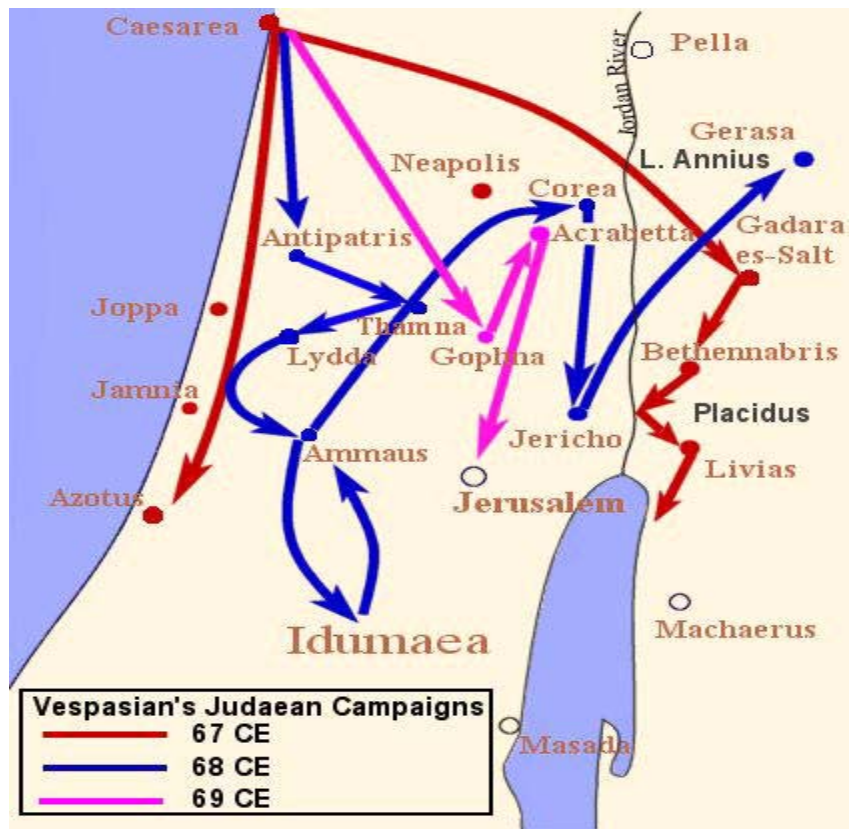 Caesarea
Jordan River
Pella
Gerasa
L. Annius
Neapolis
Corea
Antipatris
Acrabetta
Gadara
es-Salt
Joppa
Thamna
Lydda
Gophna
Bethennabris
Jamnia
Placidus
Jericho
Ammaus
Livias
Azotus
Jerusalem
Machaerus
Idumaea
Vespasian's Judaean Campaigns
67 CE
68 CE
69 CE
Masada